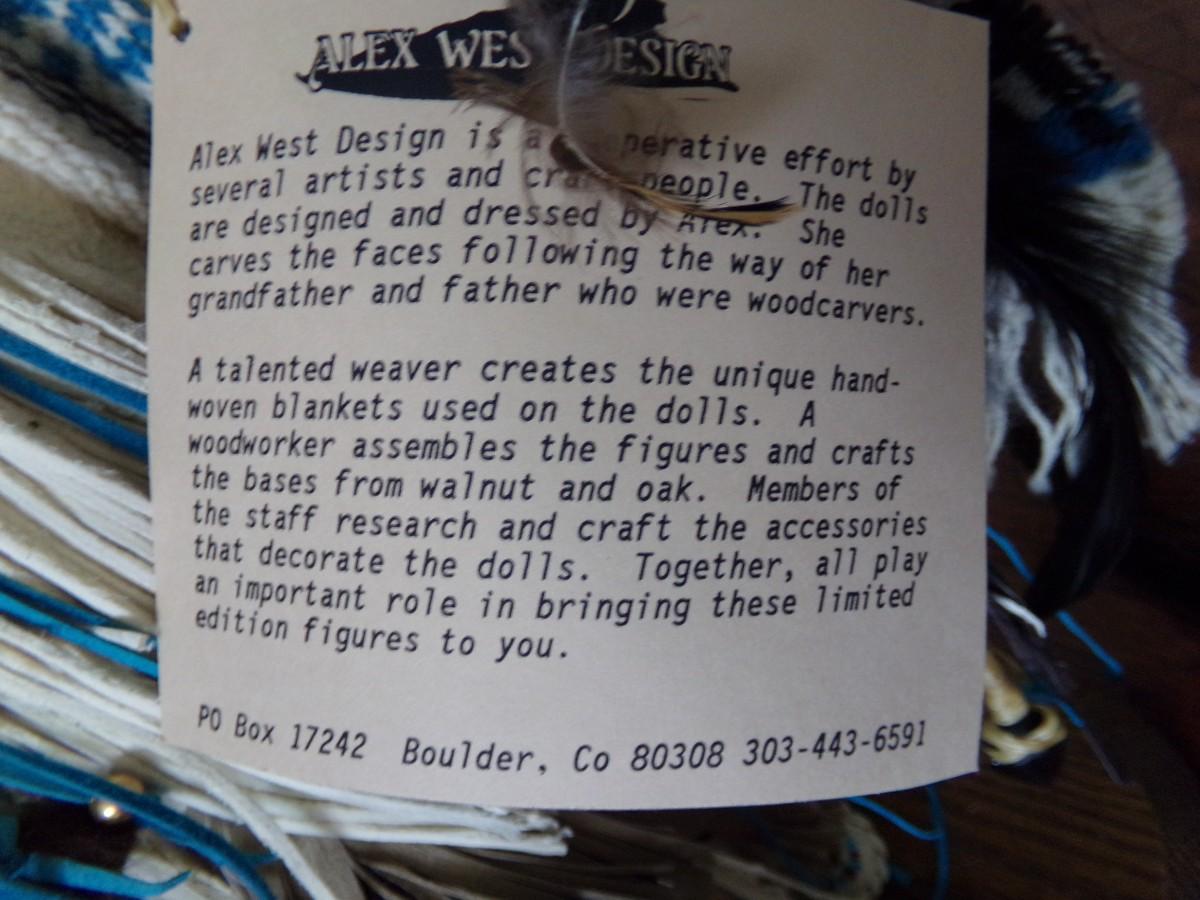 ALEX WEST DESIGN
Alex West Design is a cooperative effort by
several artists and crafts people. The dolls
are designed and dressed by Alex. She
carves the faces following the way of her
grandfather and father who were woodcarvers.
A talented weaver creates the unique hand-
woven blankets used on the dolls. A
woodworker assembles the figures and crafts
the bases from walnut and oak. Members of
the staff research and craft the accessories
that decorate the dolls. Together, all play
an important role in bringing these limited
edition figures to you.
PO Box 17242 Boulder, Co 80308 303-443-6591